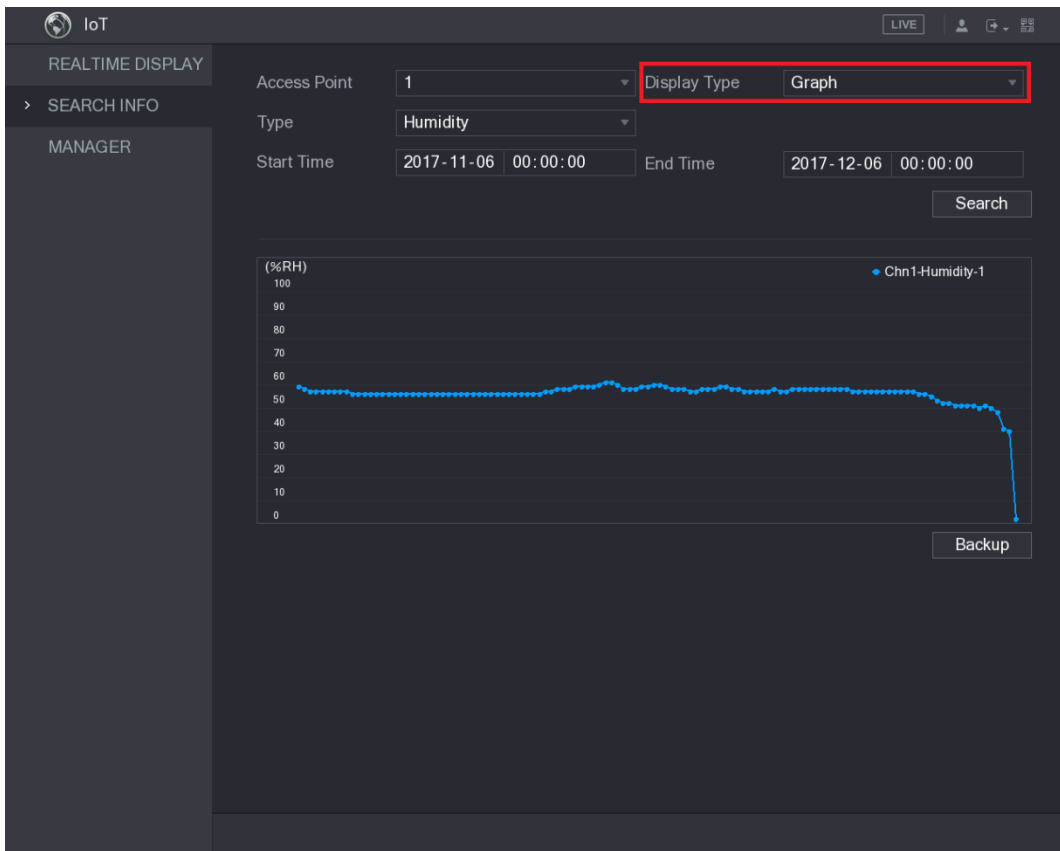 IoT
LIVE
REALTIME DISPLAY
SEARCH INFO
MANAGER
Access Point 1 Display Type Graph
Type Humidity
Start Time 2017-11-06 00:00:00 End Time 2017-12-06 00:00:00
Search
(%RH)
Chn1-Humidity-1
100
90
80
70
60
50
40
30
20
10
0
Backup